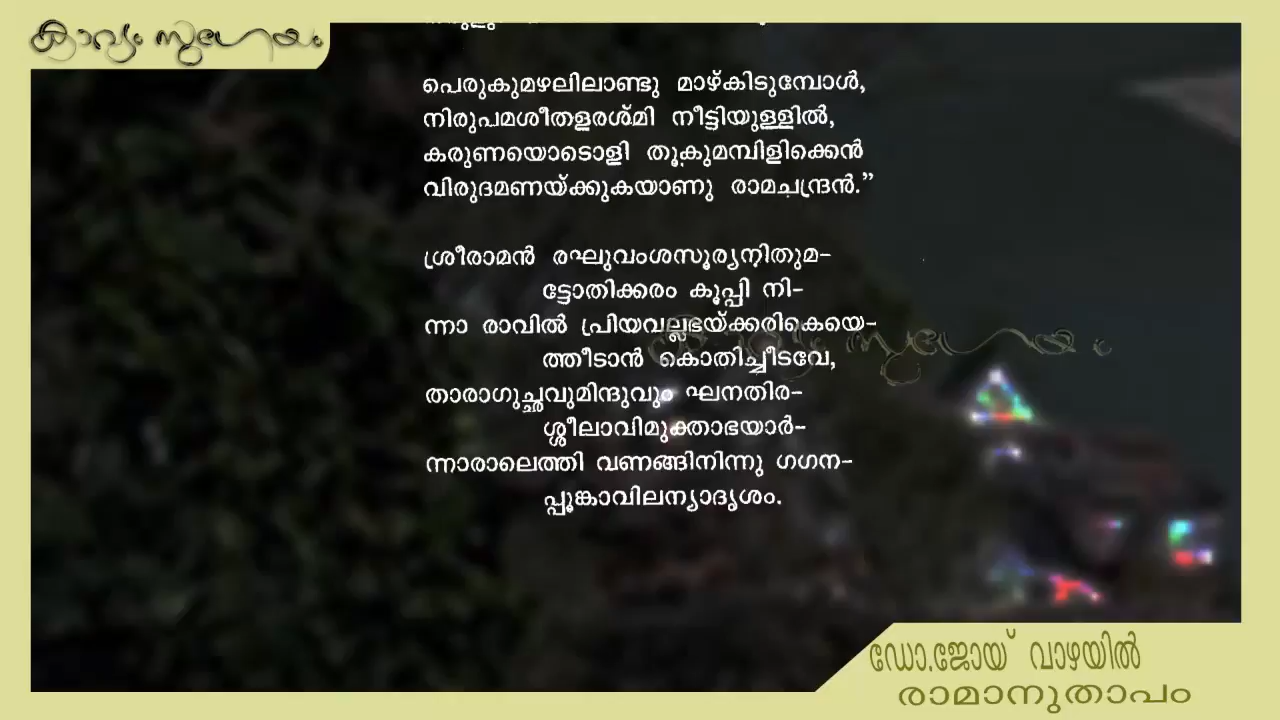 കാവ്യം സുഗേയം
പെരുകുമഴലിലാണ്ടു മാഴ്കിടുമ്പോൾ,
നിരുപമശീതളരശ്മി നീട്ടിയുള്ളിൽ,
കരുണയൊടൊളി തൂകുമമ്പിളിക്കെൻ
വിരുദമണയ്ക്കുകയാണു രാമചന്ദ്രൻ.”
ശ്രീരാമൻ രഘുവംശസൂര്യനിതുമ-
ട്ടോതിക്കരം കൂപ്പി നി-
ന്നാ രാവിൽ പ്രിയവല്ലഭയ്ക്കരികെയെ-
ത്തീടാൻ കൊതിച്ചീടവേ,
കാവ്യം സുഗേയം
താരാഗുച്ഛവുമിന്ദുവും ഘനതിര-
ശ്ശീലാവിമുക്താഭയാർ-
ന്നാരാലെത്തി വണങ്ങിനിന്നു ഗഗന-
പ്പൂങ്കാവിലന്യാദൃശം.
ഡോ.ജോയ് വാഴയിൽ
രാമാനുതാപം